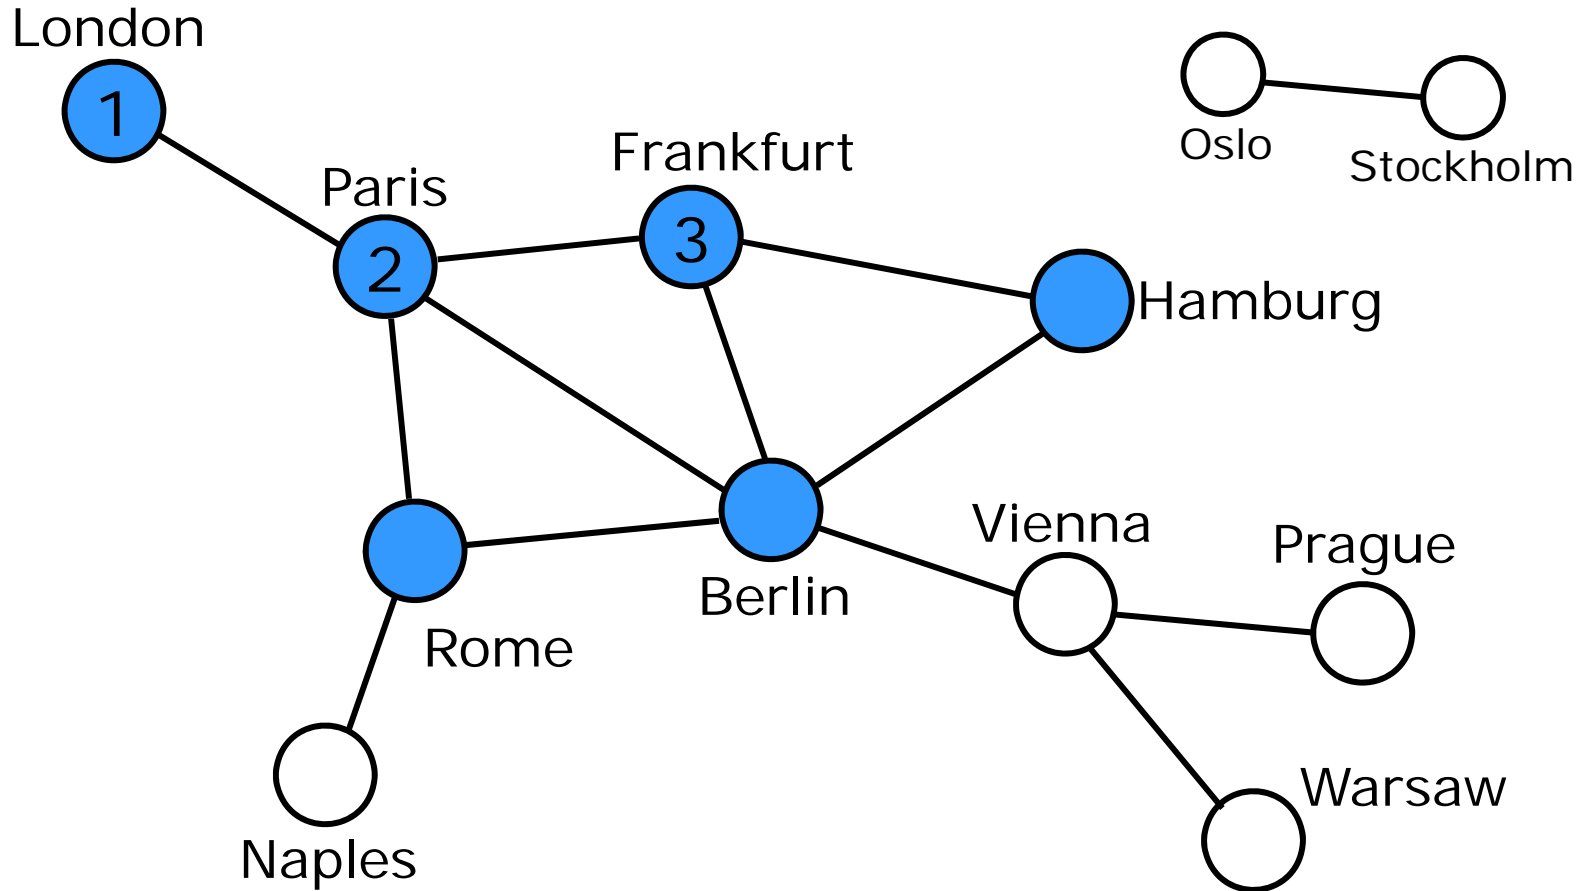 London
1
Oslo
Stockholm
Frankfurt
Paris
3
2
Hamburg
Vienna
Prague
Berlin
Rome
Warsaw
Naples